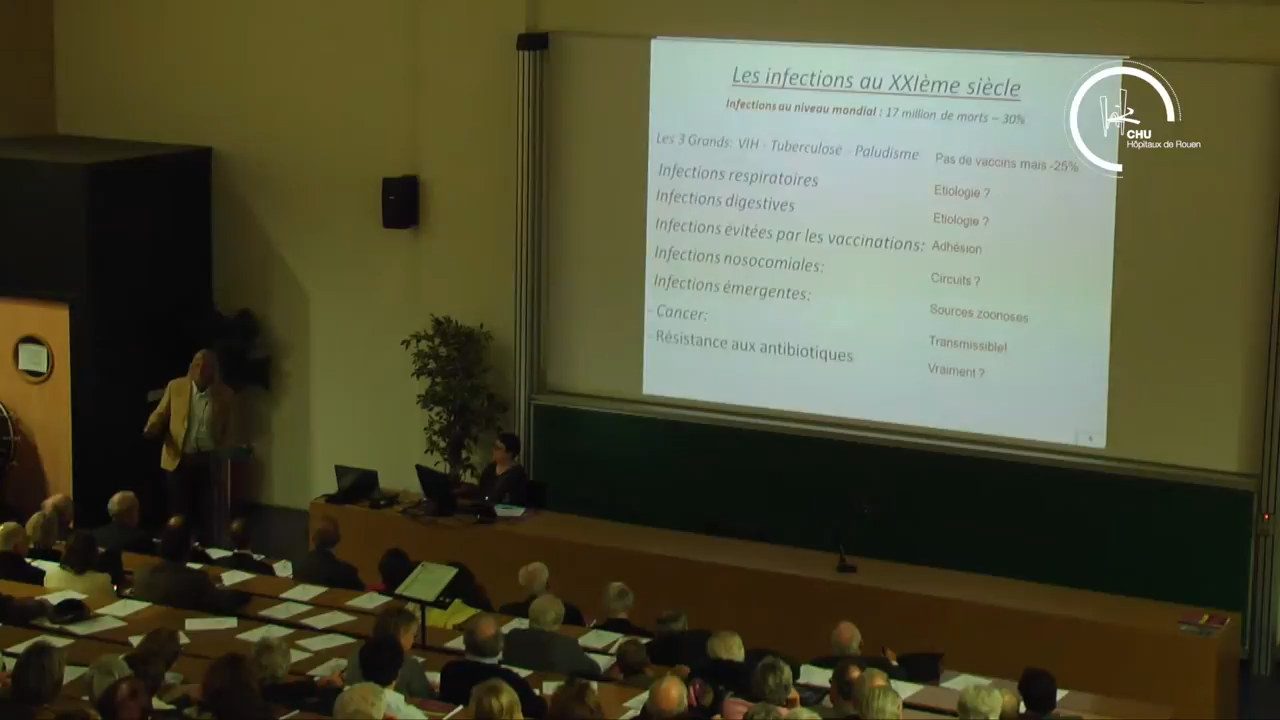 Les infections au XXIème siècle
Infections au niveau mondial : 17 million de morts – 30%
Les 3 Grands: VIH - Tuberculose - Paludisme
Pas de vaccins mais -25%
Infections respiratoires
Etiologie ?
Infections digestives
Etiologie ?
Infections évitées par les vaccinations:
Adhésion
Infections nosocomiales:
Circuits ?
Infections émergentes:
Sources zoonoses
- Cancer:
Transmissible!
- Résistance aux antibiotiques
Vraiment ?
CHU
Hôpitaux de Rouen